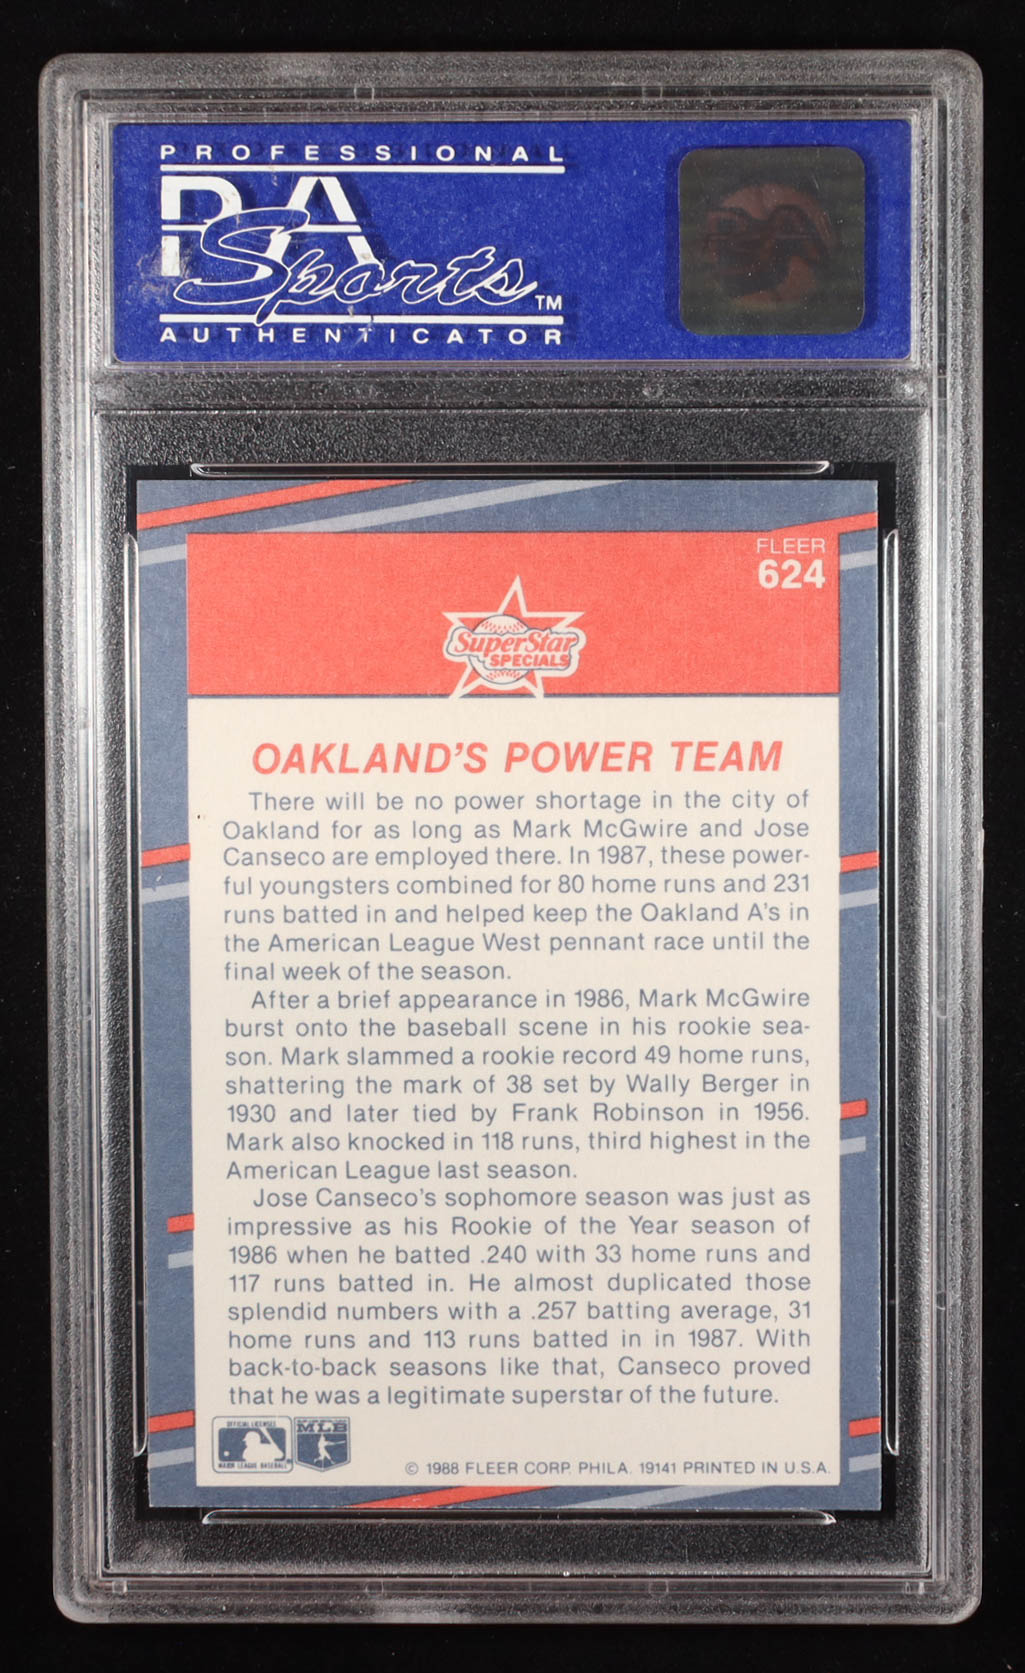 PROFESSIONAL
PSA
Sports™
AUTHENTICATOR
FLEER
624
SuperStar
SPECIALS
OAKLAND'S POWER TEAM
There will be no power shortage in the city of
Oakland for as long as Mark McGwire and Jose
Canseco are employed there. In 1987, these power-
ful youngsters combined for 80 home runs and 231
runs batted in and helped keep the Oakland A's in
the American League West pennant race until the
final week of the season.
After a brief appearance in 1986, Mark McGwire
burst onto the baseball scene in his rookie sea-
son. Mark slammed a rookie record 49 home runs,
shattering the mark of 38 set by Wally Berger in
1930 and later tied by Frank Robinson in 1956.
Mark also knocked in 118 runs, third highest in the
American League last season.
Jose Canseco's sophomore season was just as
impressive as his Rookie of the Year season of
1986 when he batted .240 with 33 home runs and
117 runs batted in. He almost duplicated those
splendid numbers with a .257 batting average, 31
home runs and 113 runs batted in in 1987. With
back-to-back seasons like that, Canseco proved
that he was a legitimate superstar of the future.
OFFICIAL LICENSEE
MAJOR LEAGUE BASEBALL
MLB
© 1988 FLEER CORP. PHILA. 19141 PRINTED IN U.S.A.